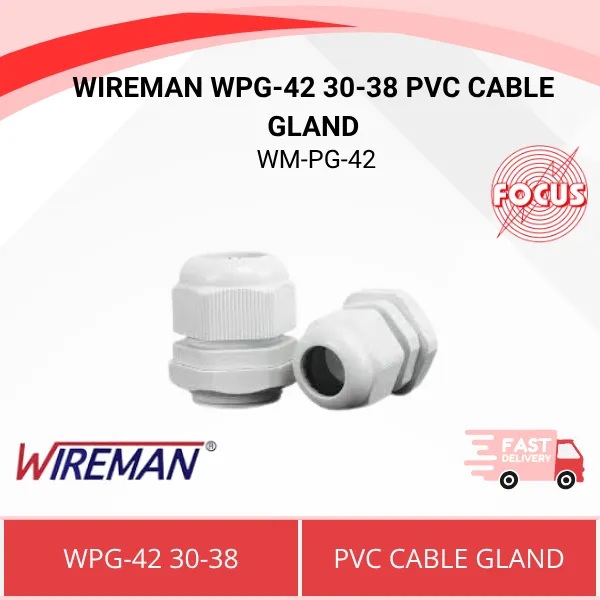 WIREMAN WPG-42 30-38 PVC CABLE
GLAND
WM-PG-42
FOCUS
WIREMAN®
FAST
DELIVERY
WPG-42 30-38
PVC CABLE GLAND